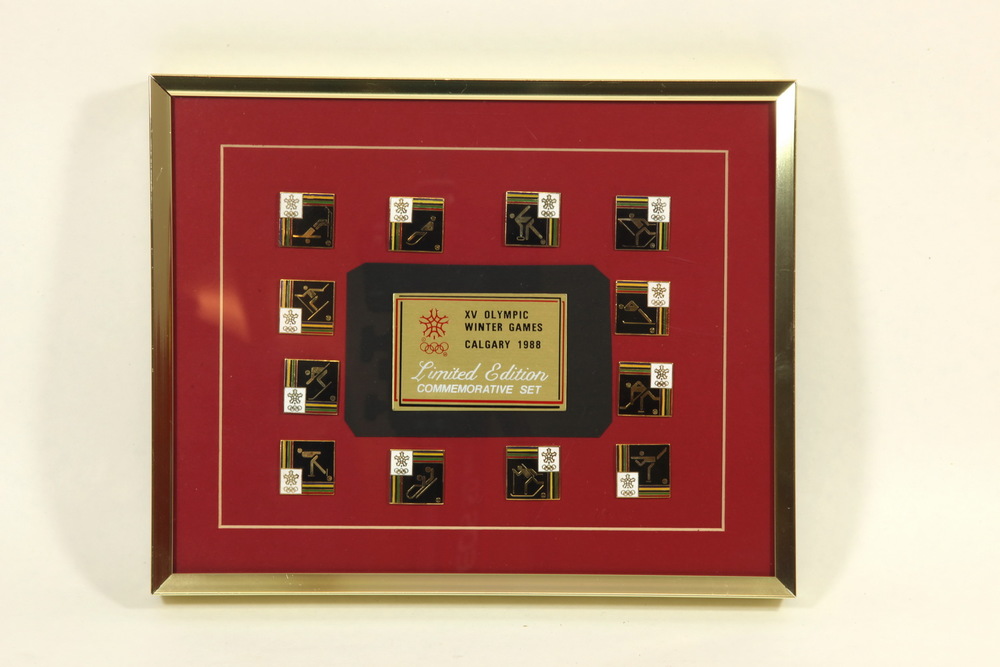 XV OLYMPIC
WINTER GAMES
CALGARY 1988
Limited Edition
COMMEMORATIVE SET